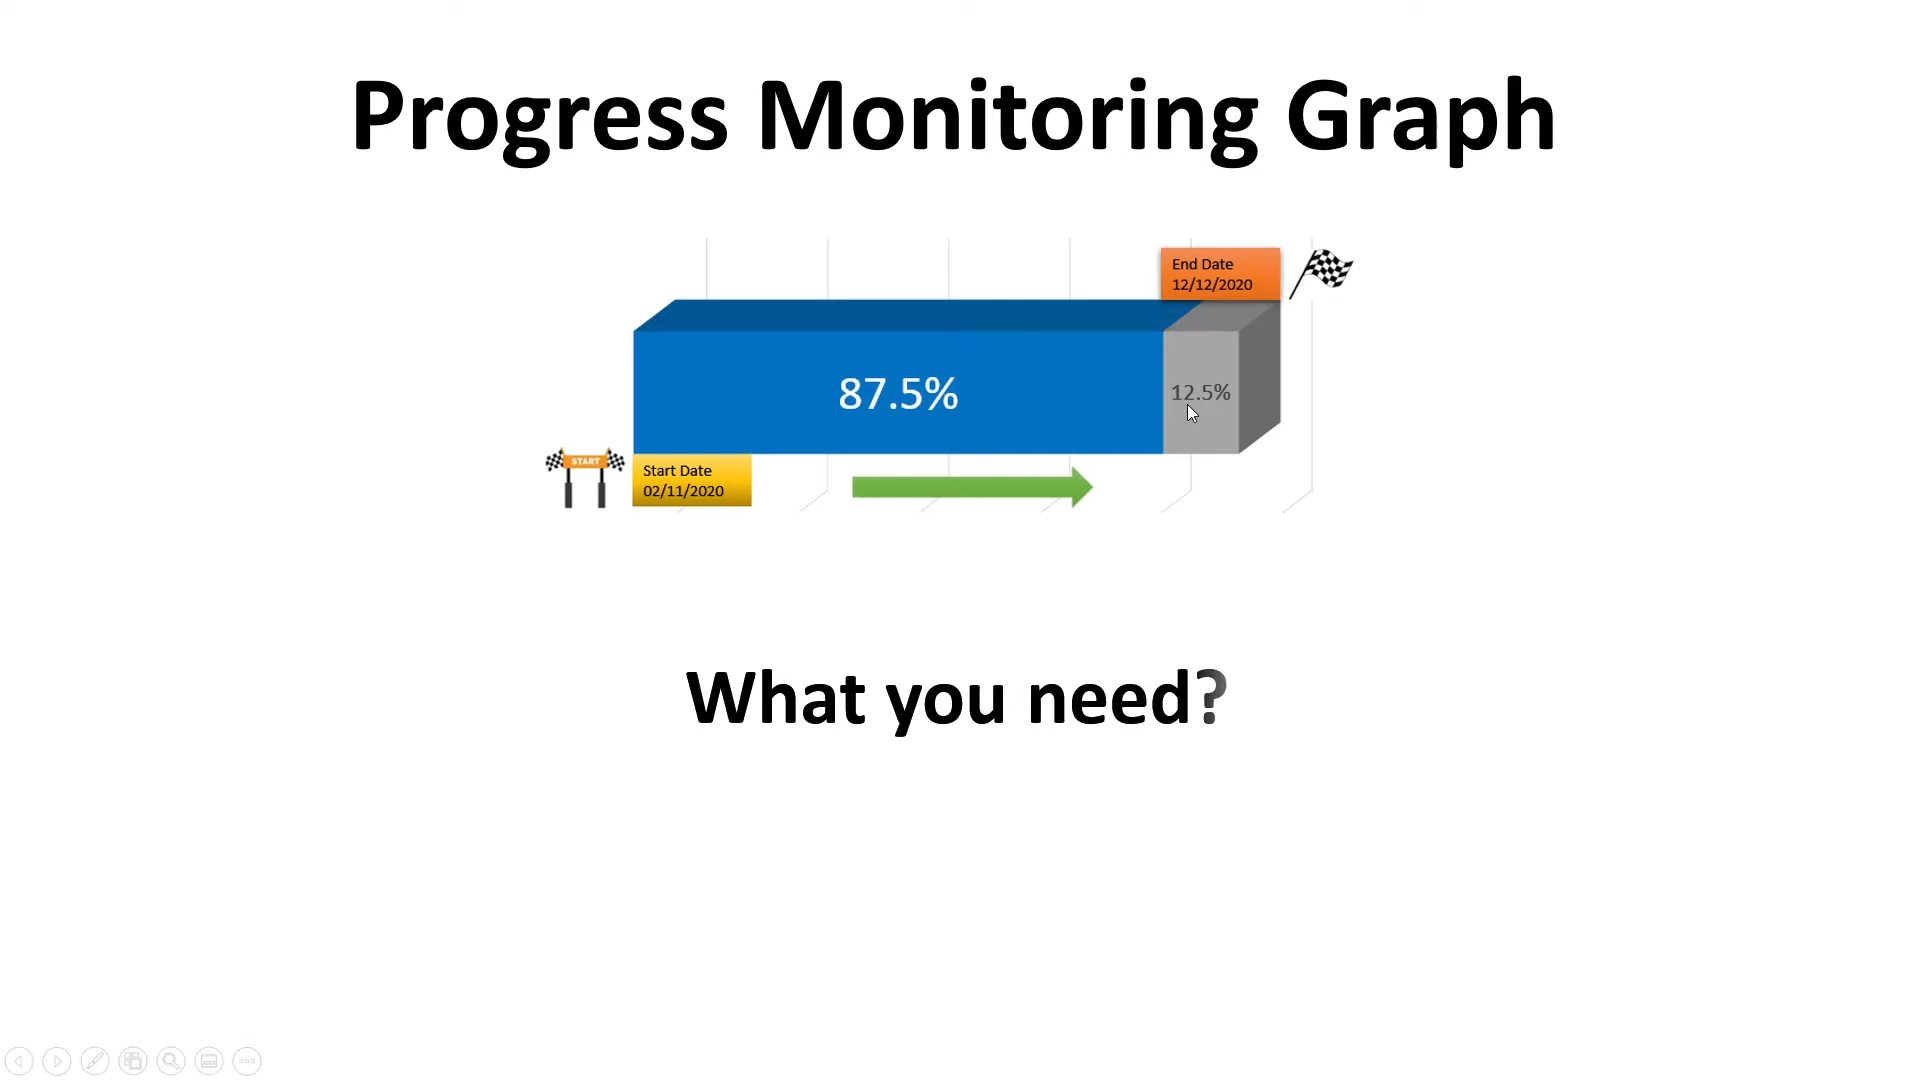 Progress Monitoring Graph
End Date
12/12/2020
87.5%
12.5%
START
Start Date
02/11/2020
What you need?